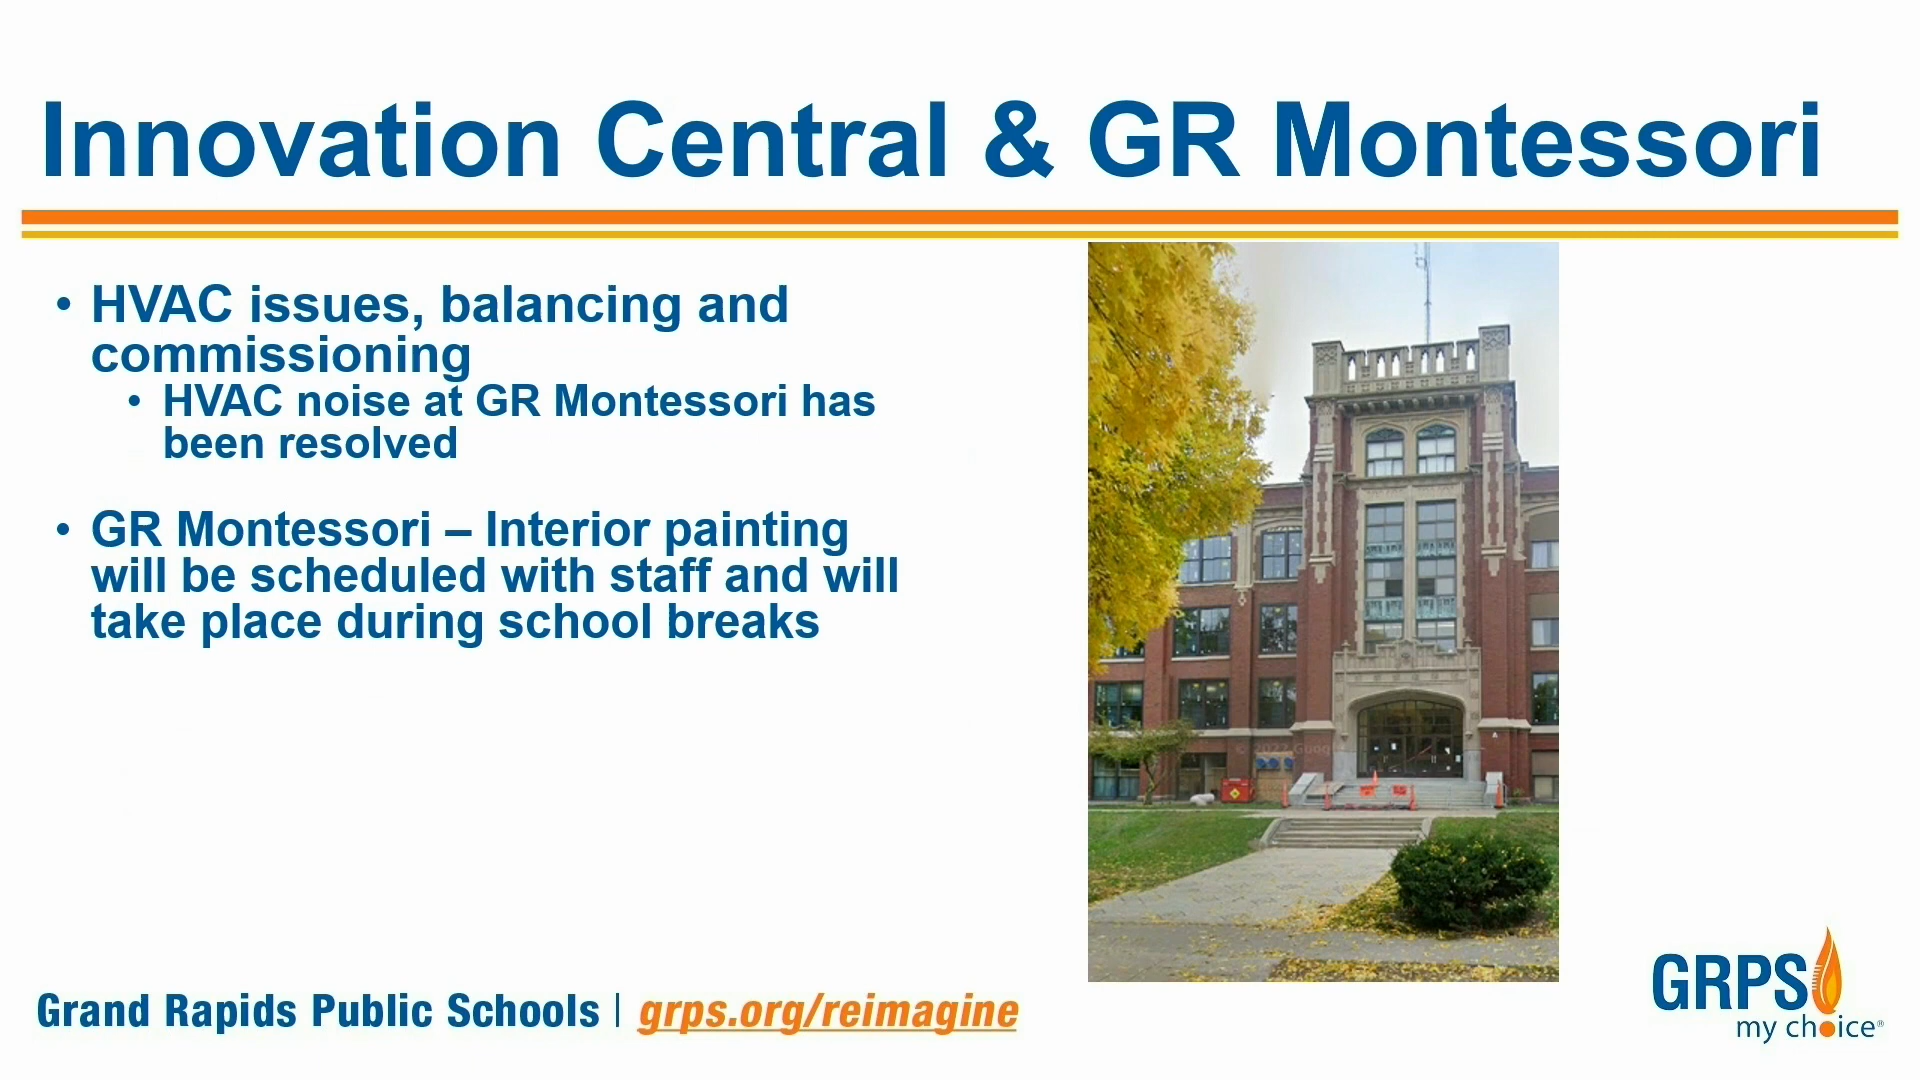 Innovation Central & GR Montessori
• HVAC issues, balancing and
commissioning
• HVAC noise at GR Montessori has
been resolved
• GR Montessori – Interior painting
will be scheduled with staff and will
take place during school breaks
© 2022 Google
Grand Rapids Public Schools | grps.org/reimagine
GRPS
my choice®